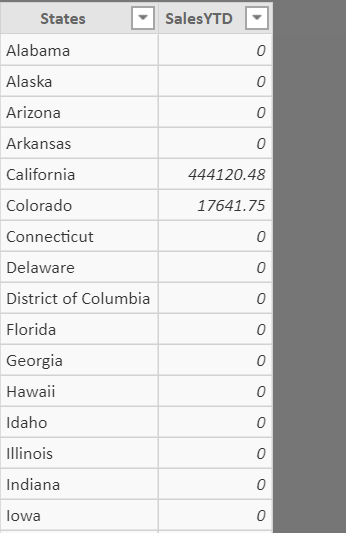 States SalesYTD
Alabama 0
Alaska 0
Arizona 0
Arkansas 0
California 444120.48
Colorado 17641.75
Connecticut 0
Delaware 0
District of Columbia 0
Florida 0
Georgia 0
Hawaii 0
Idaho 0
Illinois 0
Indiana 0
Iowa 0